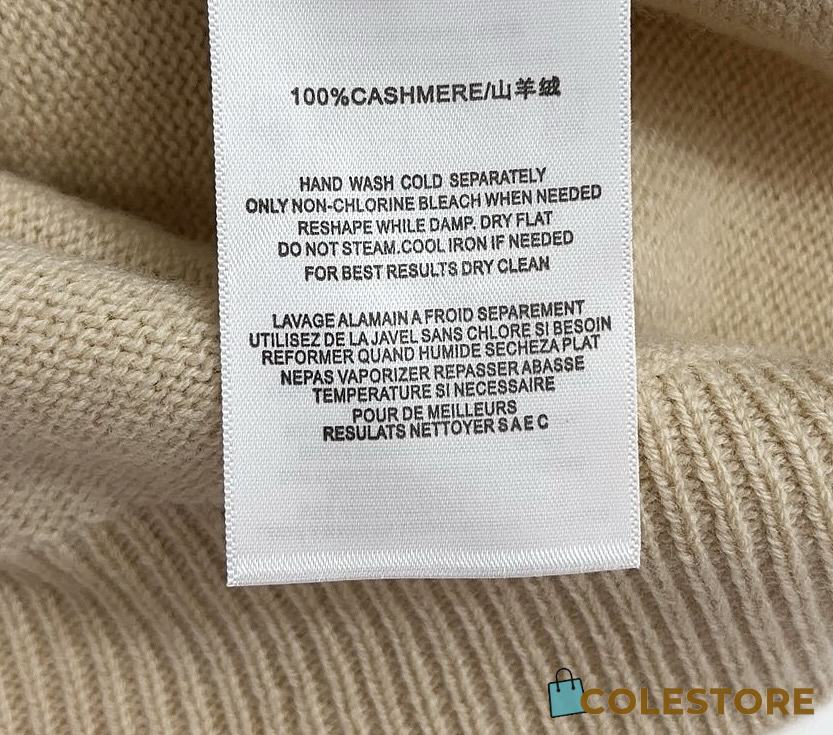 100%CASHMERE/山羊绒
HAND WASH COLD SEPARATELY
ONLY NON-CHLORINE BLEACH WHEN NEEDED
RESHAPE WHILE DAMP. DRY FLAT
DO NOT STEAM.COOL IRON IF NEEDED
FOR BEST RESULTS DRY CLEAN
LAVAGE ALAMAIN A FROID SEPAREMENT
UTILISEZ DE LA JAVEL SANS CHLORE SI BESOIN
REFORMER QUAND HUMIDE SECHEZA PLAT
NEPAS VAPORIZER REPASSER ABASSE
TEMPERATURE SI NECESSAIRE
POUR DE MEILLEURS
RESULATS NETTOYER S A E C
COLESTORE